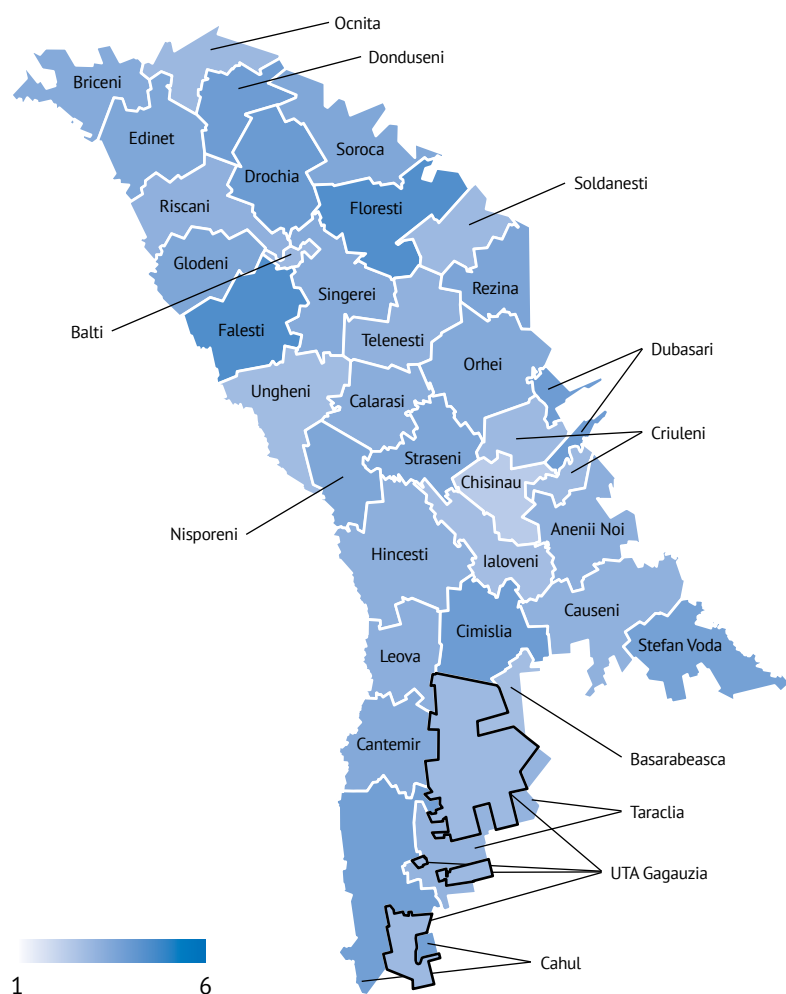 Ocnita
Donduseni
Briceni
Edinet
Soroca
Drochia
Soldanesti
Riscani
Floresti
Glodeni
Rezina
Singerei
Balti
Falesti
Telenesti
Dubasari
Orhei
Ungheni
Calarasi
Criuleni
Straseni
Chisinau
Nisporeni
Anenii Noi
Hincesti
Ialoveni
Causeni
Cimislia
Stefan Voda
Leova
Cantemir
Basarabeasca
Taraclia
UTA Gagauzia
Cahul
1 6